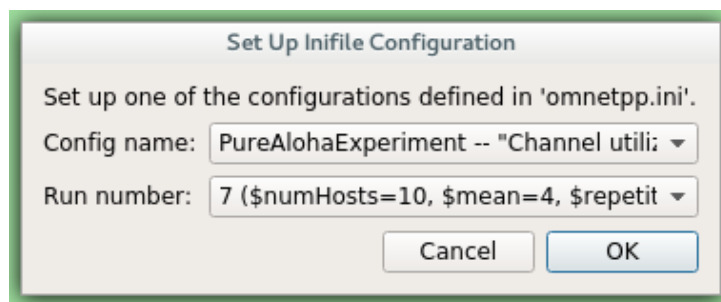 Set Up Inifile Configuration
Set up one of the configurations defined in 'omnetpp.ini'.
Config name: PureAlohaExperiment -- "Channel utiliz
Run number: 7 ($numHosts=10, $mean=4, $repetit
Cancel OK